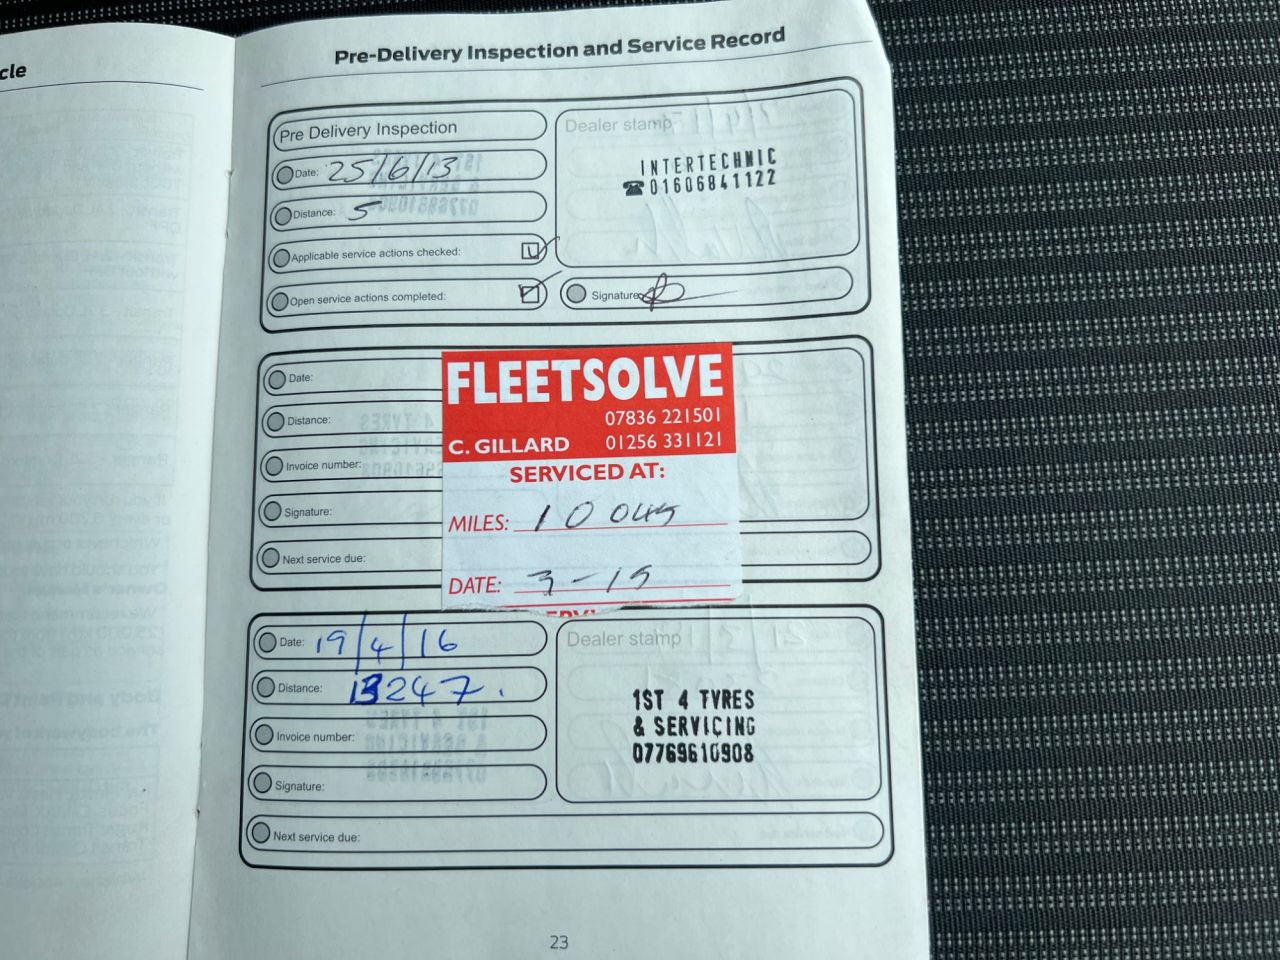 cle
Pre-Delivery Inspection and Service Record
Pre Delivery Inspection
Date: 25/6/13
Distance: 5
Applicable service actions checked:
Open service actions completed:
Dealer stamp
INTERTECHNIC
☎01606841122
Signature
Date:
Distance:
Invoice number:
Signature:
Next service due:
FLEETSOLVE
07836 221501
C. GILLARD 01256 331121
SERVICED AT:
MILES: 10 049
DATE: 3-15
Date: 19/4/16
Distance: 13247.
Invoice number:
Signature:
Next service due:
Dealer stamp
1ST 4 TYRES
& SERVICING
07769610908
23